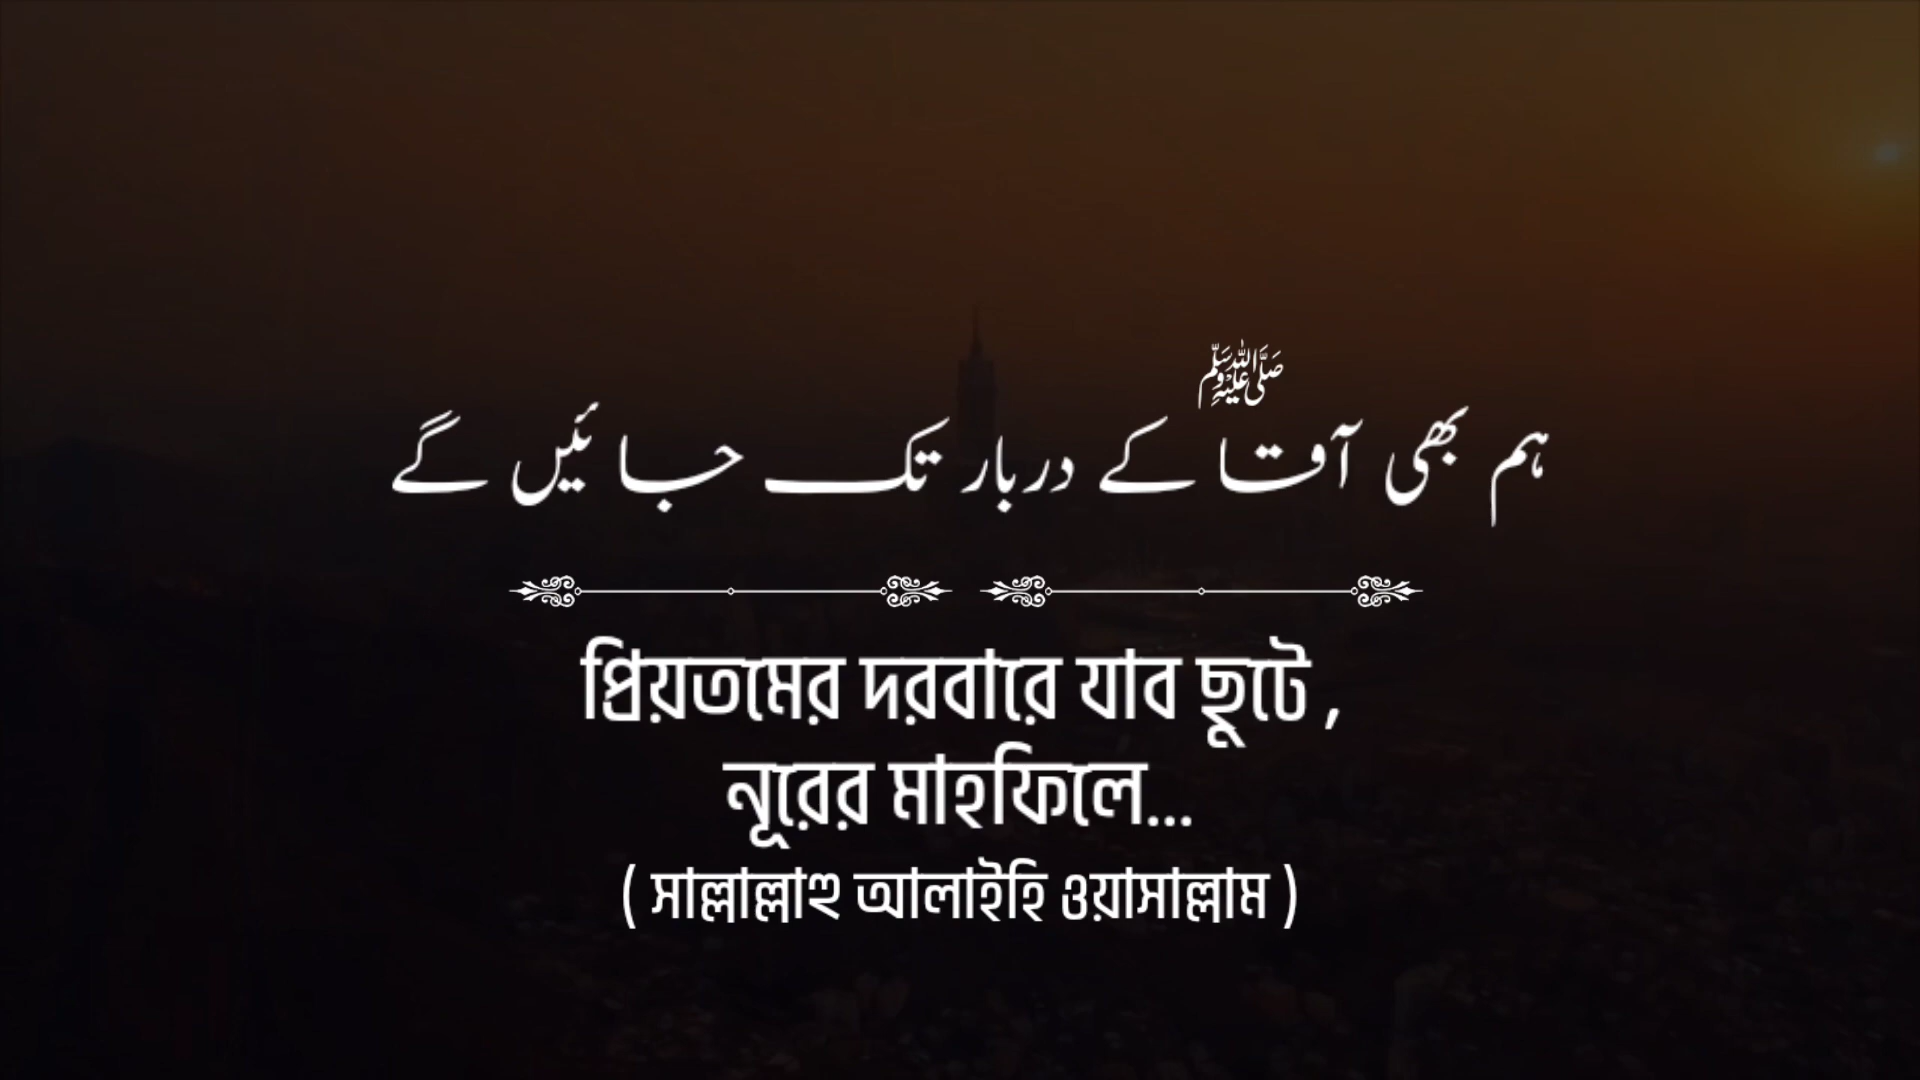 ہم بھی آقا ﷺ کے دربار تک جائیں گے
প্রিয়তমের দরবারে যাব ছুটে ,
নূরের মাহফিলে...
( সাল্লাল্লাহু আলাইহি ওয়াসাল্লাম )